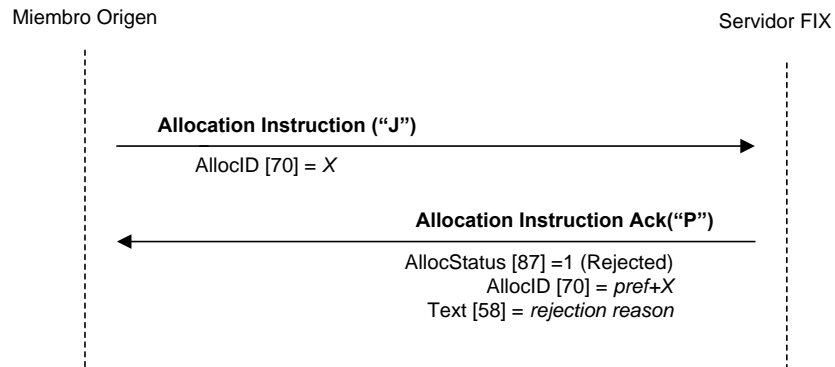 Miembro Origen
Servidor FIX
Allocation Instruction (“J”)
AllocID [70] = X
Allocation Instruction Ack(“P”)
AllocStatus [87] =1 (Rejected)
AllocID [70] = pref+X
Text [58] = rejection reason